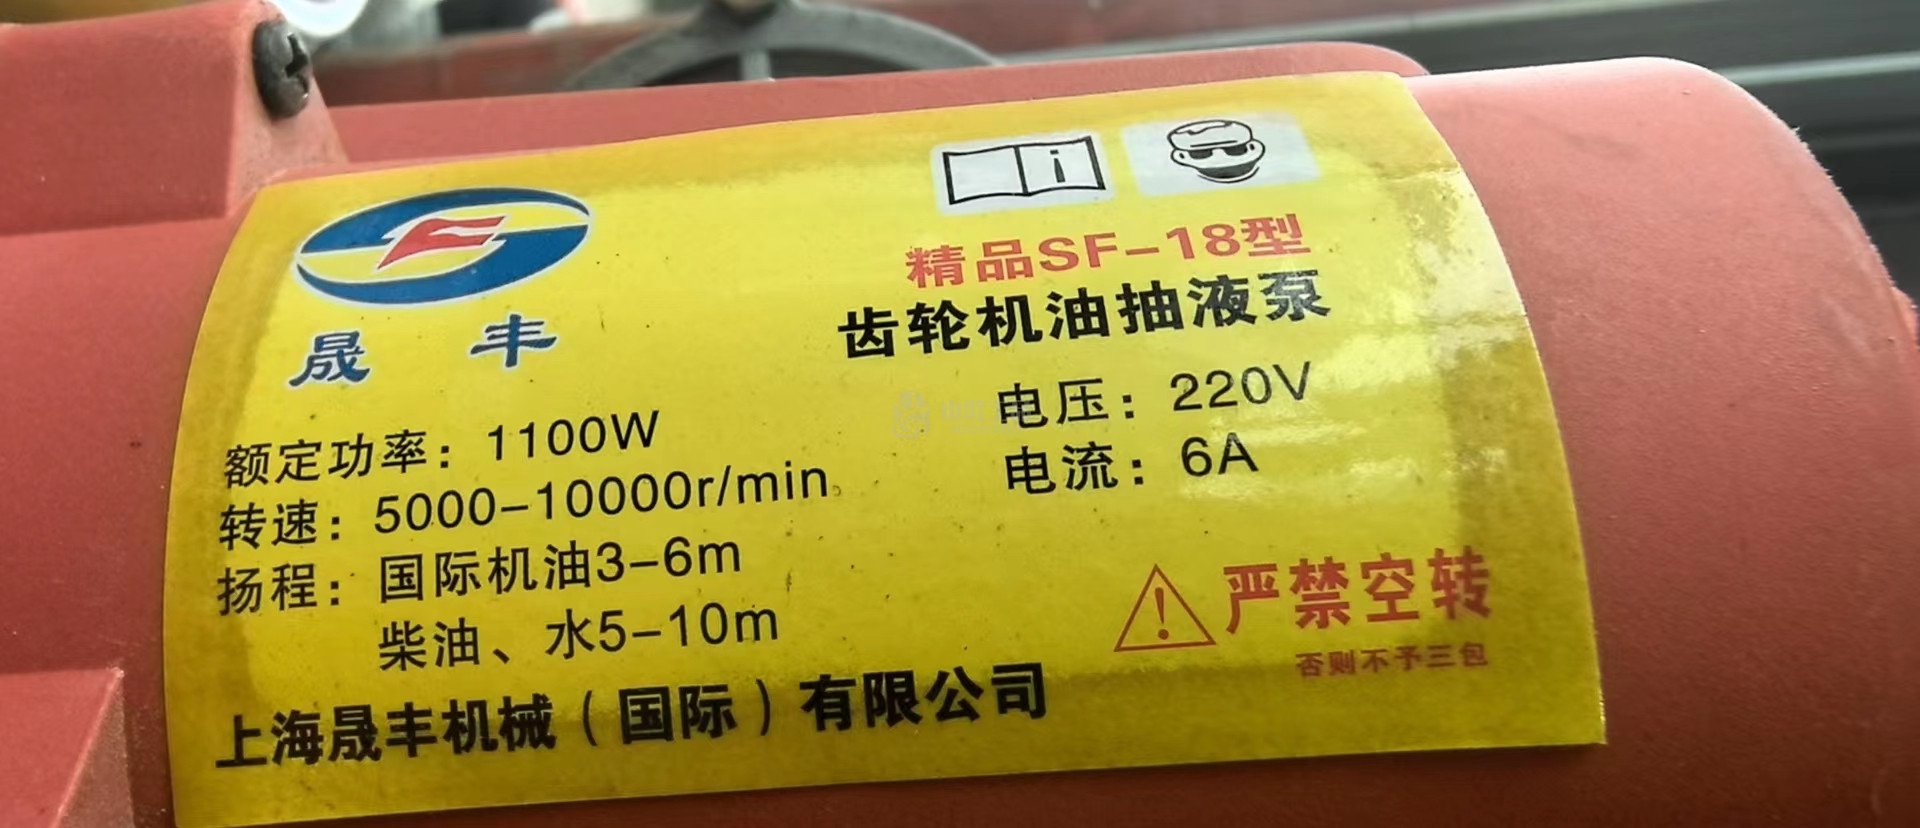 晟丰
精品SF-18型
齿轮机油抽液泵
额定功率：1100W
电压：220V
转速：5000-10000r/min
电流：6A
扬程：国际机油3-6m
柴油、水5-10m
严禁空转
否则不予三包
上海晟丰机械（国际）有限公司